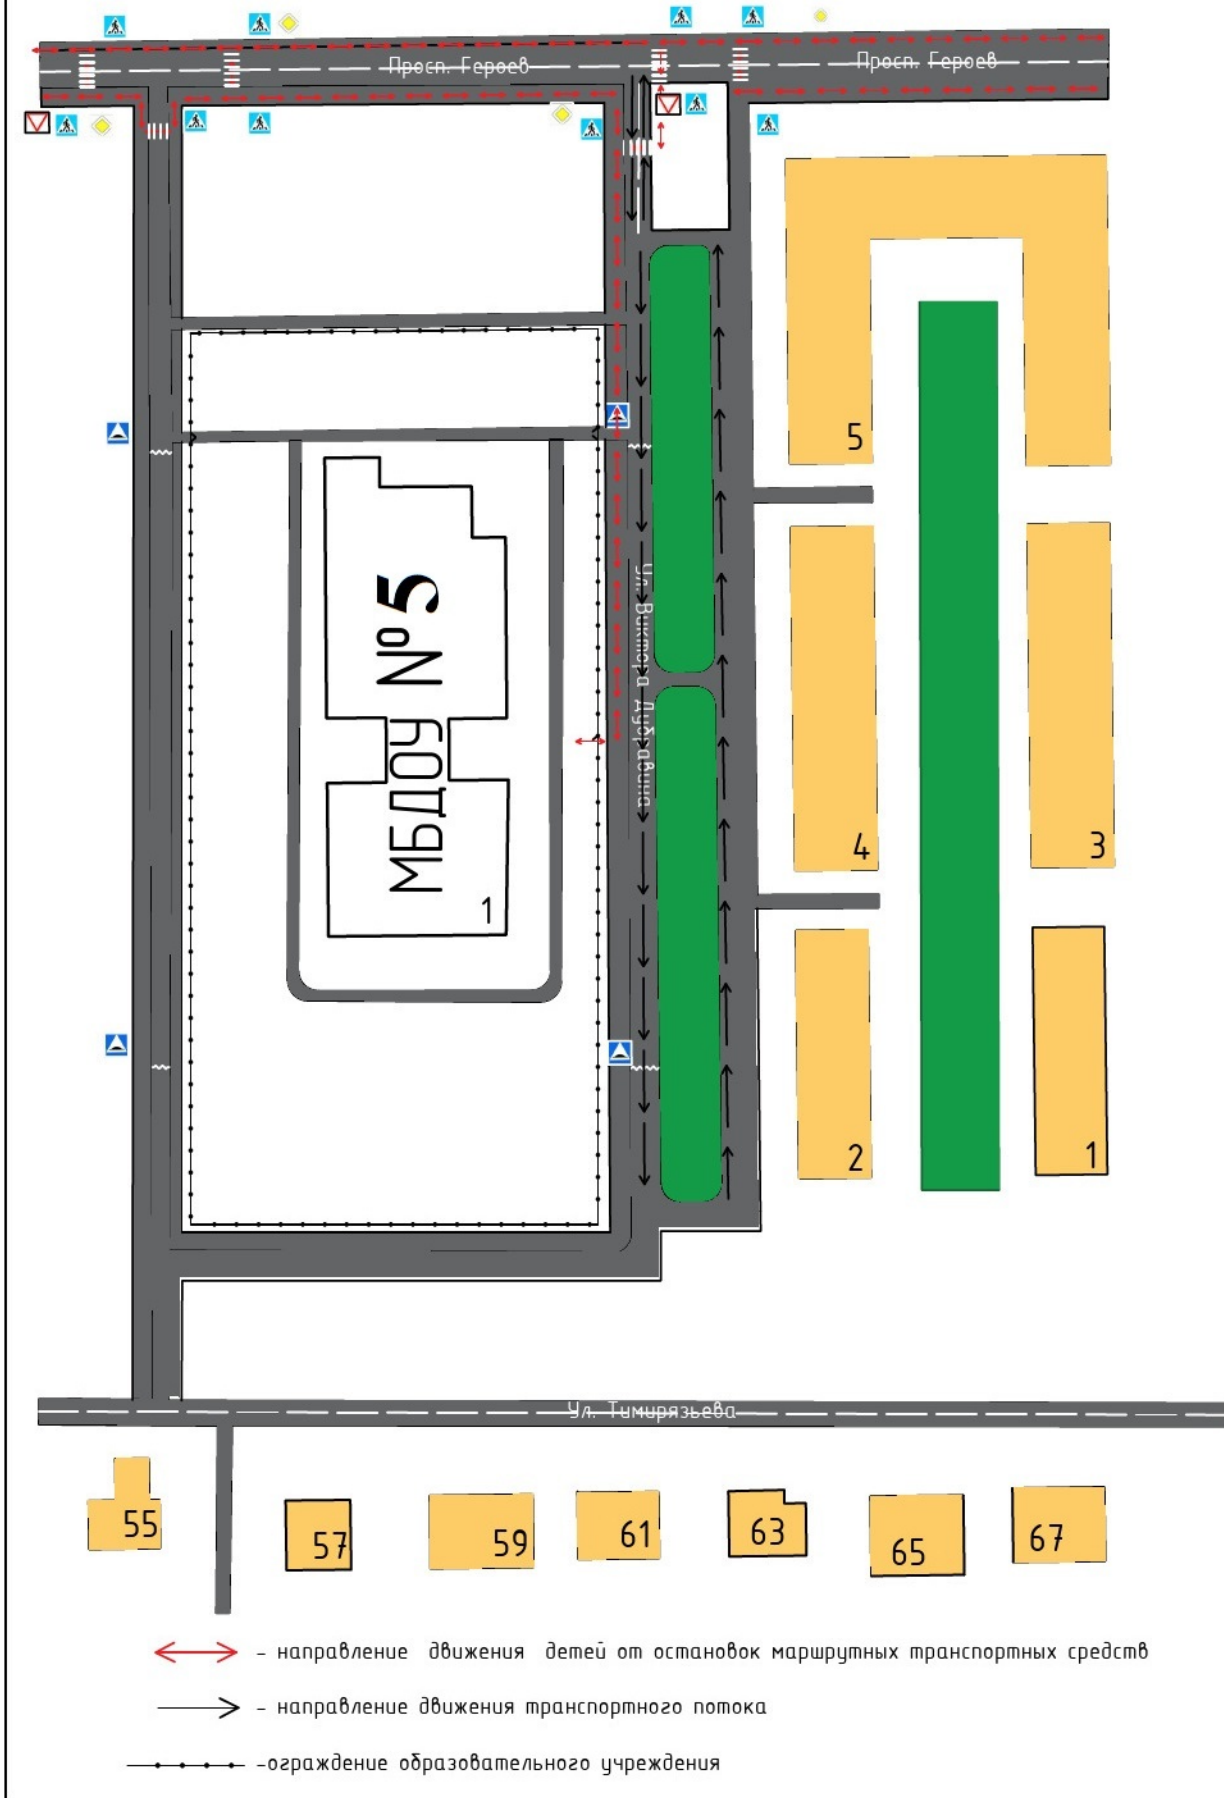 Просп. Героев
Просп. Героев
5
МБДОУ №5
1
Ул. Виктора Дубравина
4
3
2
1
Ул. Тимирязьева
55
57
59
61
63
65
67
- направление движения детей от остановок маршрутных транспортных средств
- направление движения транспортного потока
-ограждение образовательного учреждения